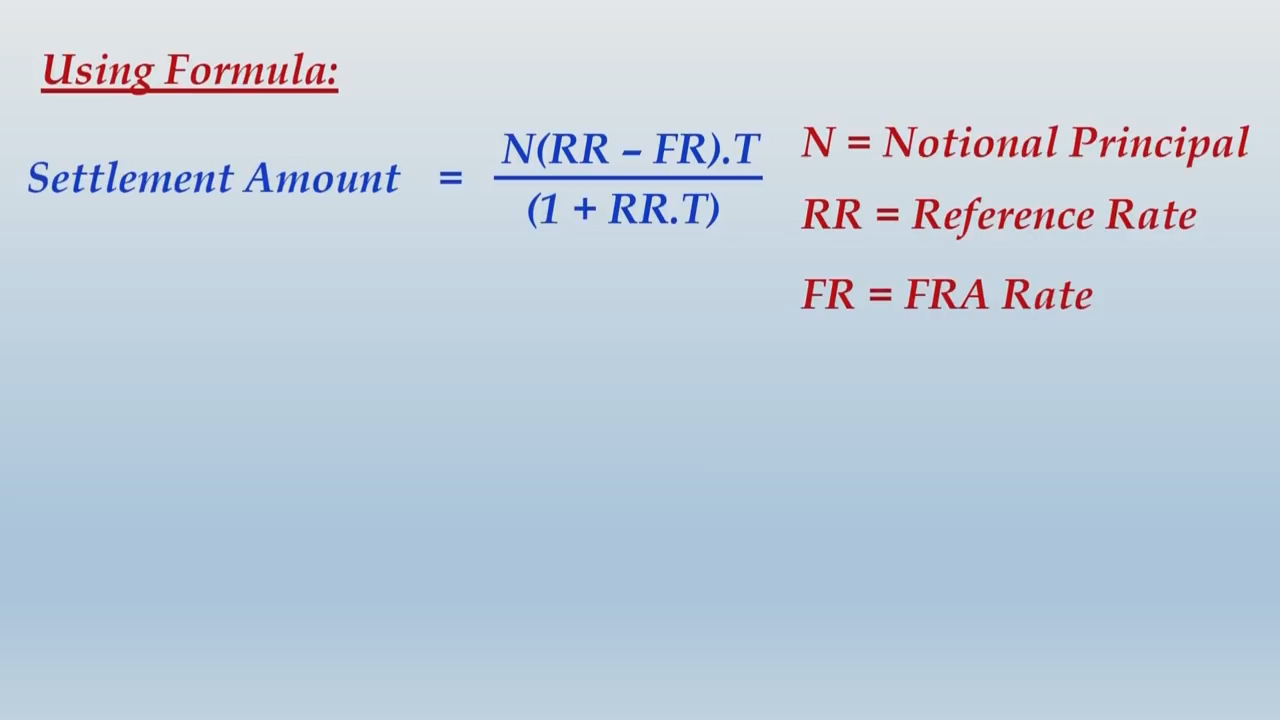 Using Formula:
Settlement Amount = N(RR – FR).T / (1 + RR.T)
N = Notional Principal
RR = Reference Rate
FR = FRA Rate